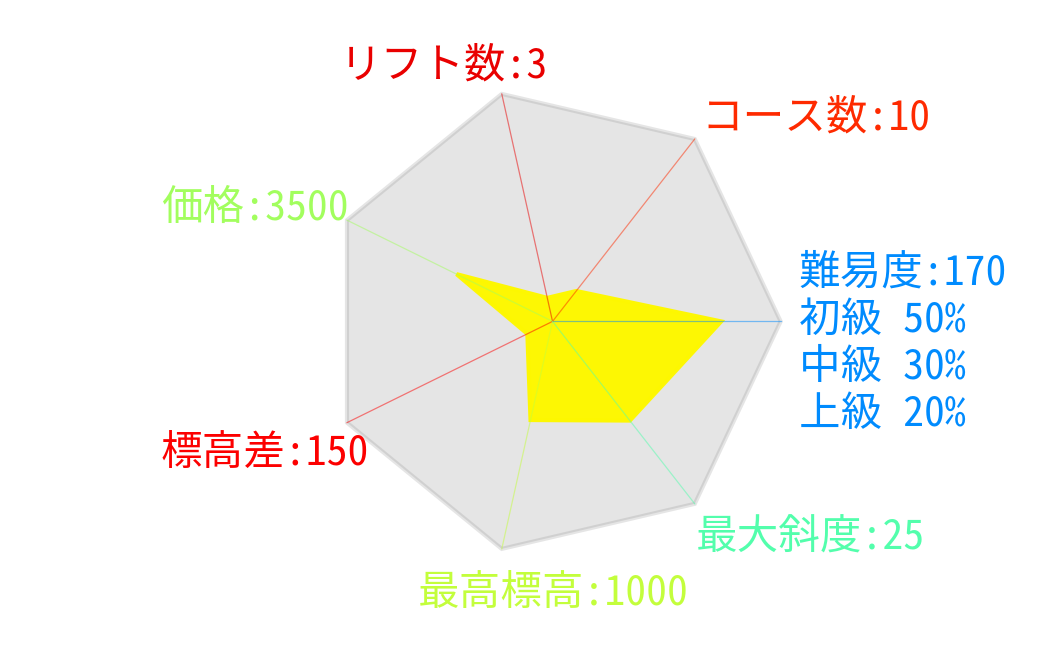 リフト数:3
コース数:10
価格:3500
難易度:170
初級 50%
中級 30%
上級 20%
標高差:150
最大斜度:25
最高標高:1000